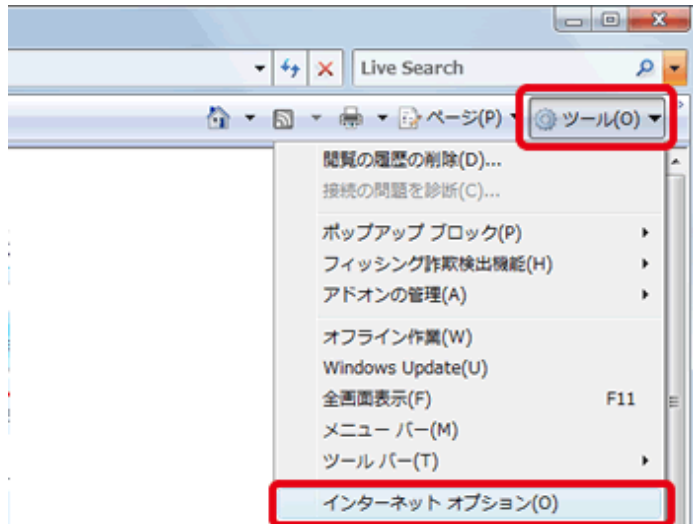 Live Search
ページ(P)
ツール(O)
閲覧の履歴の削除(D)...
接続の問題を診断(C)...
ポップアップ ブロック(P)
フィッシング詐欺検出機能(H)
アドオンの管理(A)
オフライン作業(W)
Windows Update(U)
全画面表示(F) F11
メニュー バー(M)
ツール バー(T)
インターネット オプション(O)